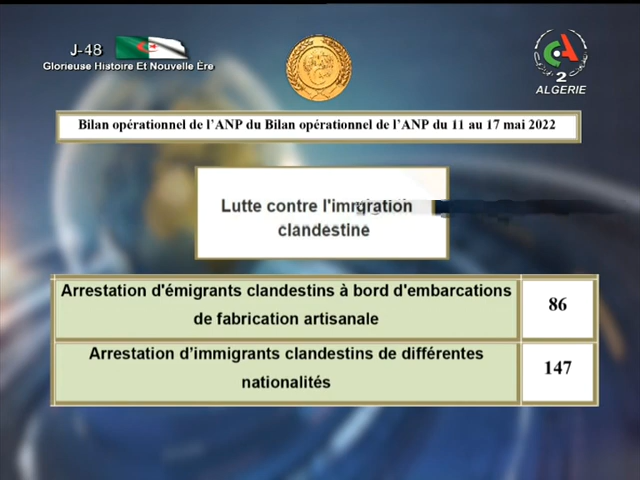 J-48
Glorieuse Histoire Et Nouvelle Ère
2
ALGERIE
Bilan opérationnel de l'ANP du Bilan opérationnel de l'ANP du 11 au 17 mai 2022
Lutte contre l'immigration
clandestine
Arrestation d'émigrants clandestins à bord d'embarcations
de fabrication artisanale
86
Arrestation d’immigrants clandestins de différentes
nationalités
147